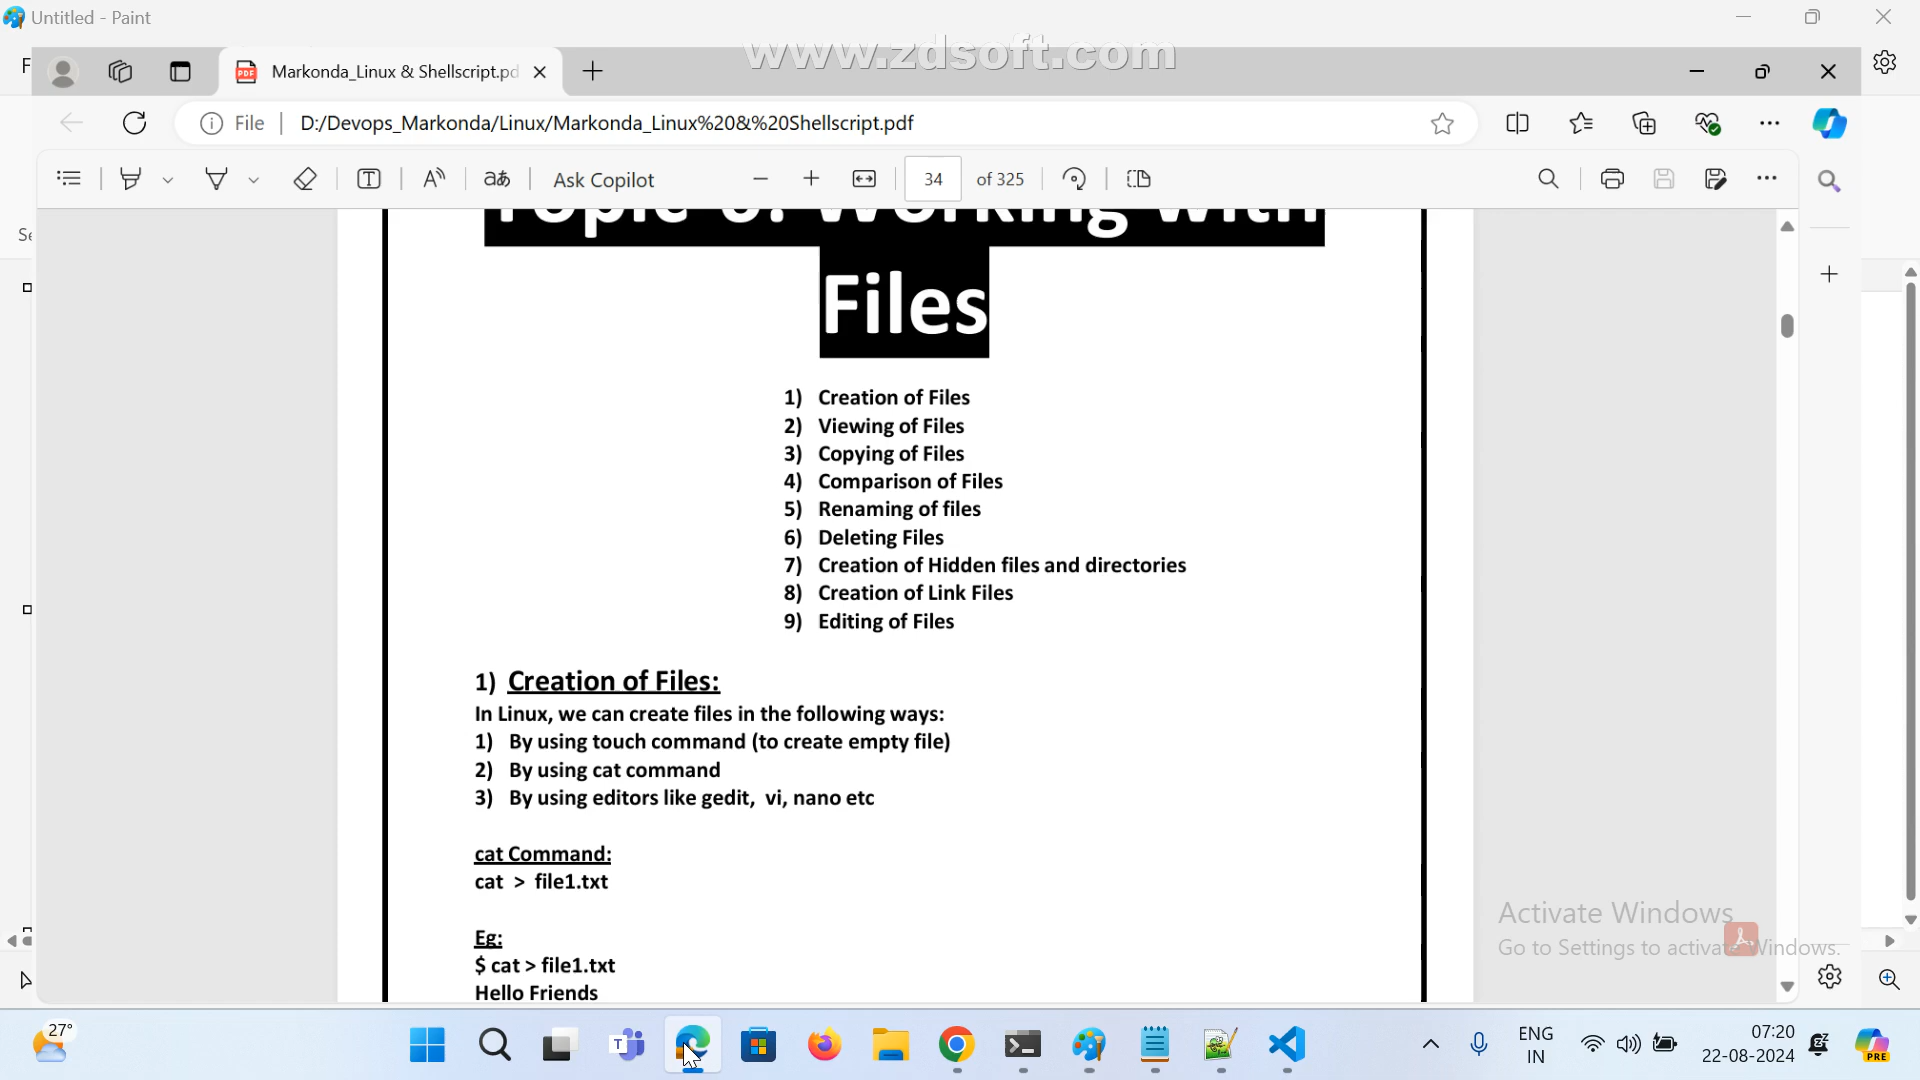 Untitled - Paint
www.zdsoft.com
F
Markonda_Linux & Shellscript.pd
File
D:/Devops_Markonda/Linux/Markonda_Linux%20&%20Shellscript.pdf
Ask Copilot
34 of 325
Se
Topic-6: Working with
Files
1) Creation of Files
2) Viewing of Files
3) Copying of Files
4) Comparison of Files
5) Renaming of files
6) Deleting Files
7) Creation of Hidden files and directories
8) Creation of Link Files
9) Editing of Files
1) Creation of Files:
In Linux, we can create files in the following ways:
1) By using touch command (to create empty file)
2) By using cat command
3) By using editors like gedit, vi, nano etc
cat Command:
cat > file1.txt
Eg:
$ cat > file1.txt
Hello Friends
Activate Windows
Go to Settings to activate Windows.
27°
ENG
IN
07:20
22-08-2024
PRE